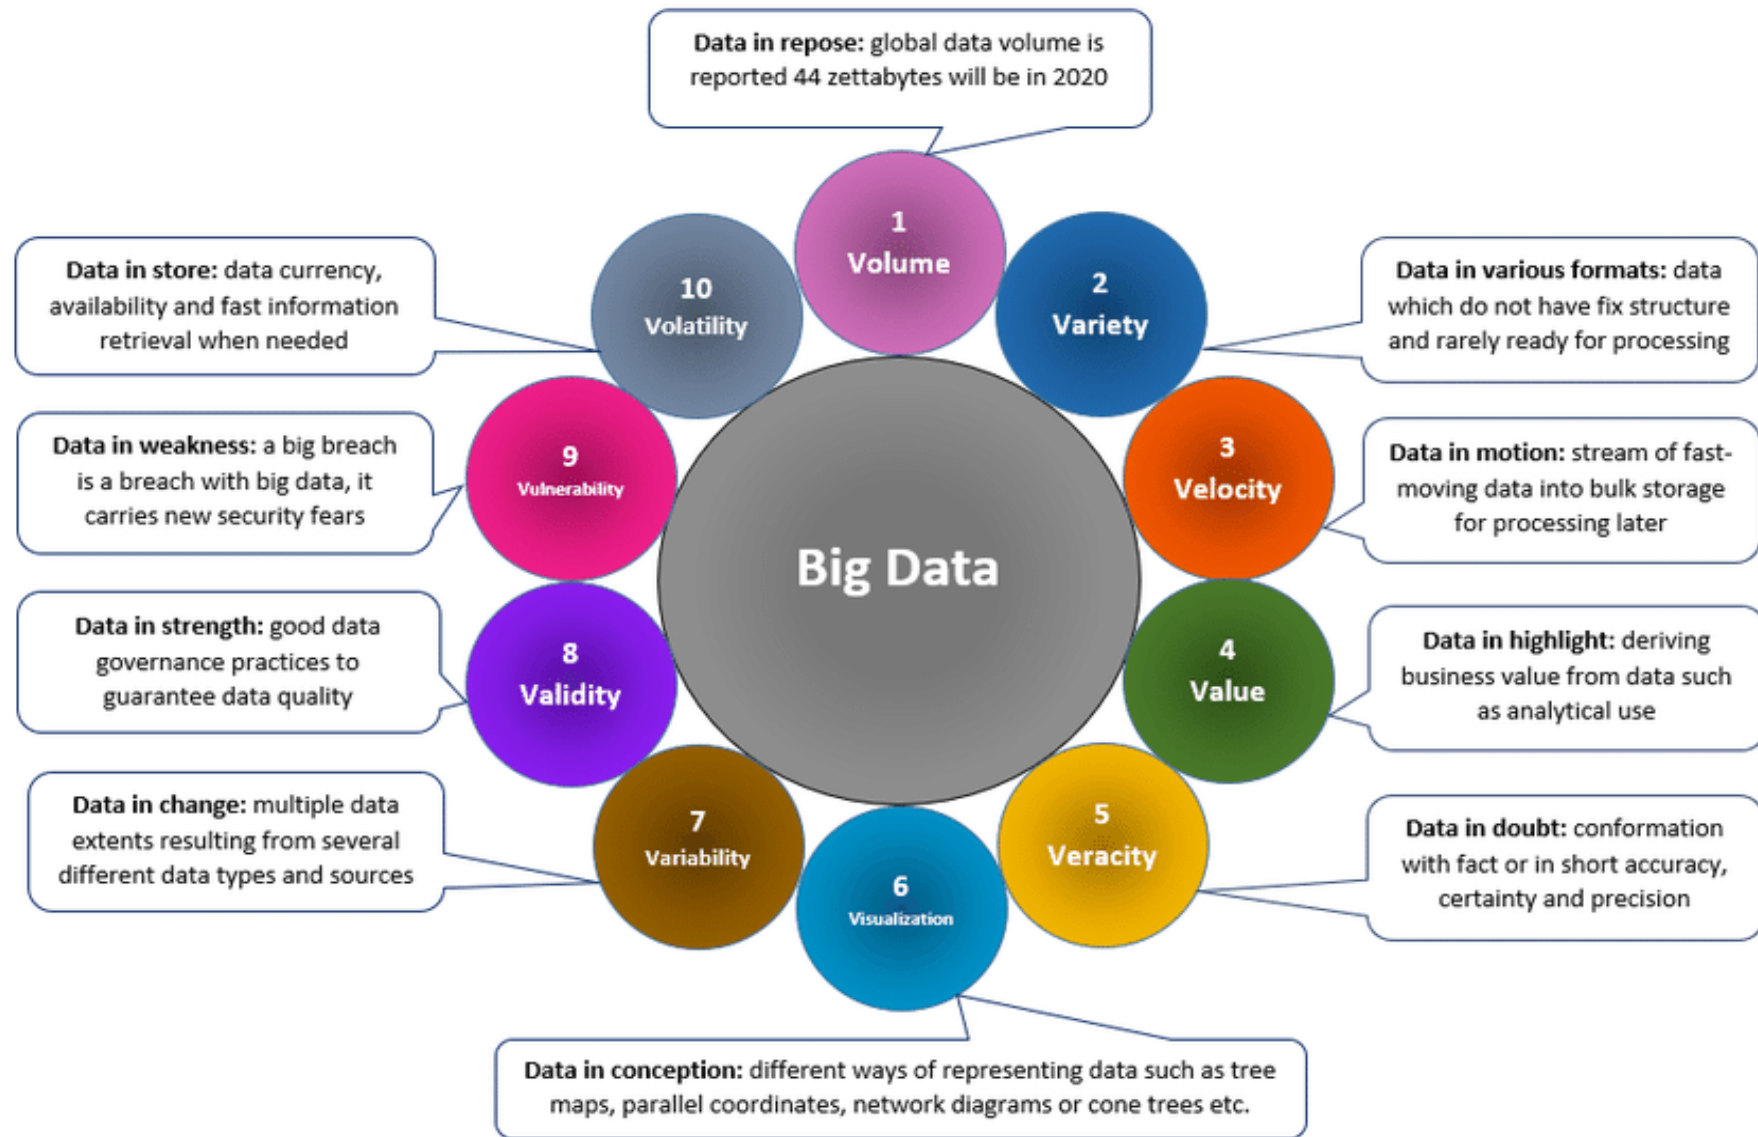 Data in repose: global data volume is
reported 44 zettabytes will be in 2020
1
Volume
2
Variety
Data in various formats: data
which do not have fix structure
and rarely ready for processing
3
Velocity
Data in motion: stream of fast-
moving data into bulk storage
for processing later
4
Value
Data in highlight: deriving
business value from data such
as analytical use
5
Veracity
Data in doubt: conformation
with fact or in short accuracy,
certainty and precision
6
Visualization
Data in conception: different ways of representing data such as tree
maps, parallel coordinates, network diagrams or cone trees etc.
7
Variability
Data in change: multiple data
extents resulting from several
different data types and sources
8
Validity
Data in strength: good data
governance practices to
guarantee data quality
9
Vulnerability
Data in weakness: a big breach
is a breach with big data, it
carries new security fears
10
Volatility
Data in store: data currency,
availability and fast information
retrieval when needed
Big Data